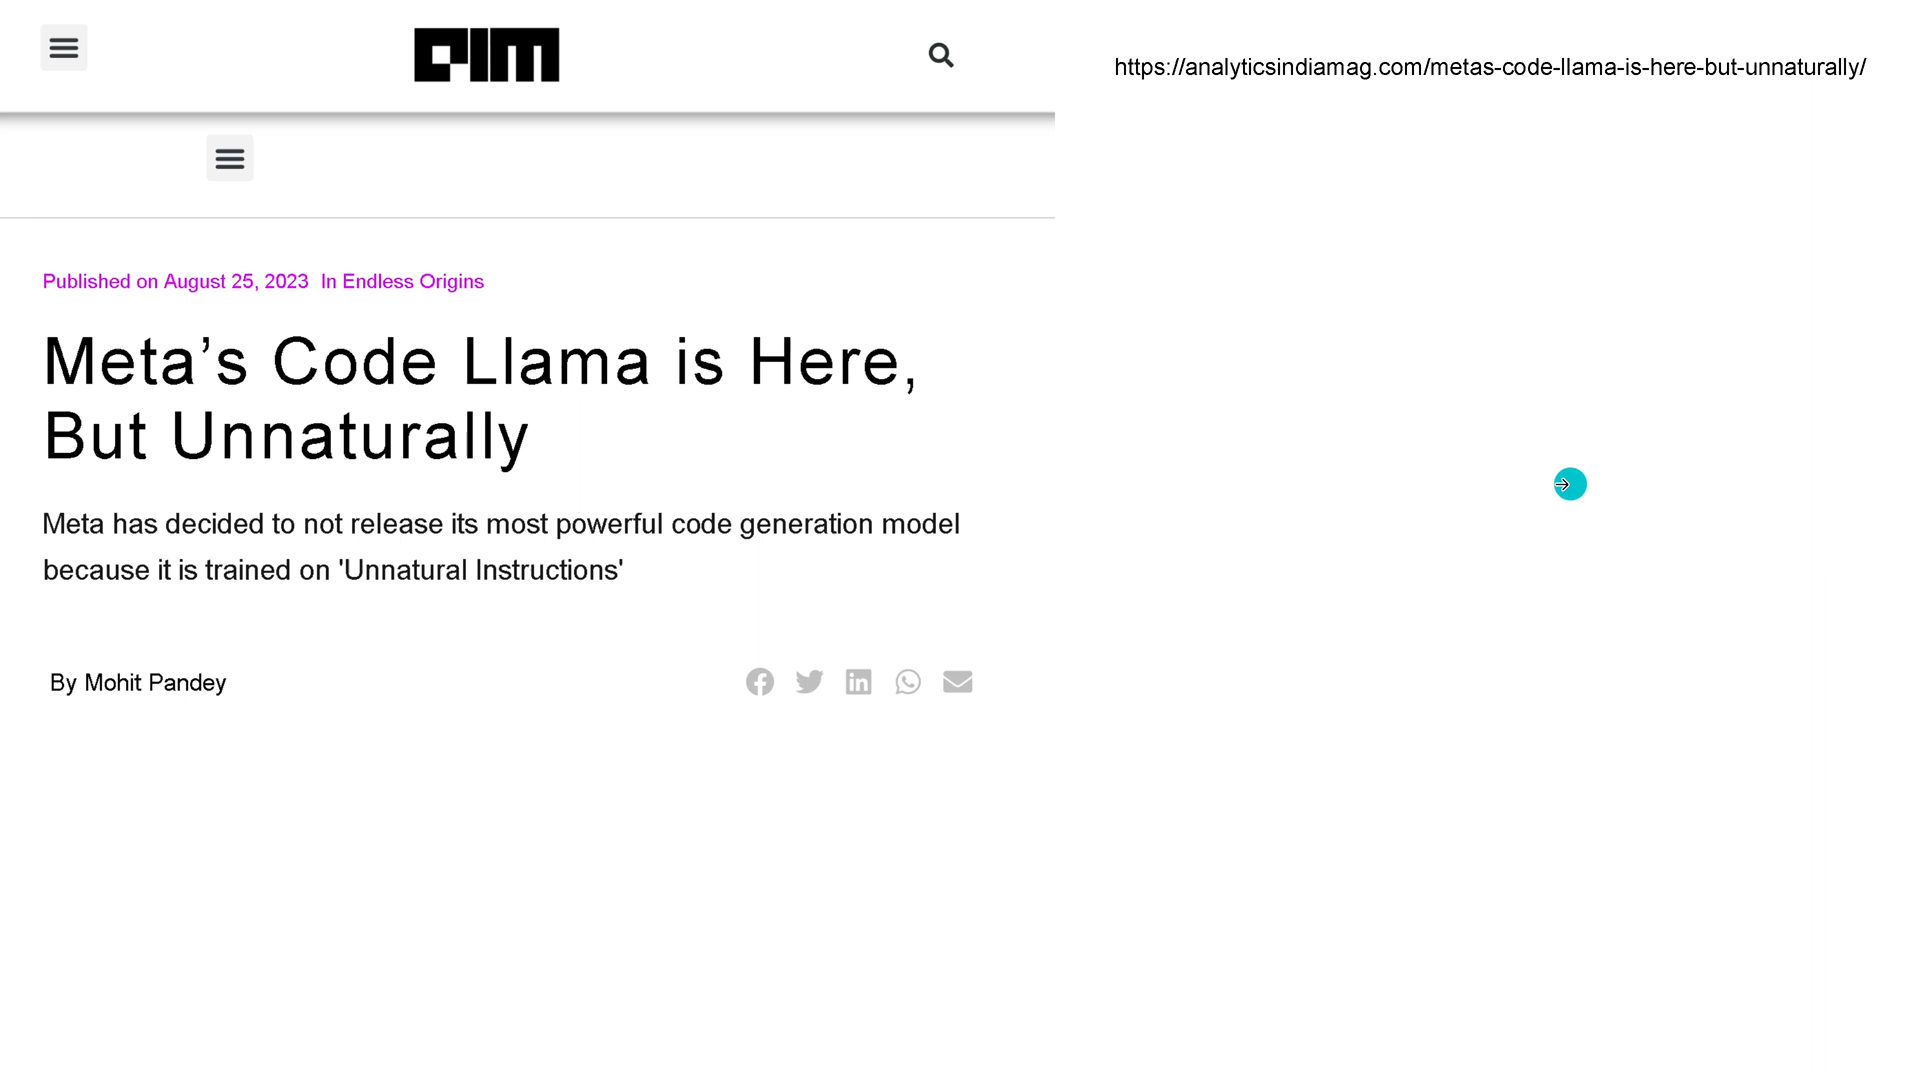 AIM
https://analyticsindiamag.com/metas-code-llama-is-here-but-unnaturally/
Published on August 25, 2023 In Endless Origins
Meta’s Code Llama is Here,
But Unnaturally
Meta has decided to not release its most powerful code generation model
because it is trained on 'Unnatural Instructions'
By Mohit Pandey